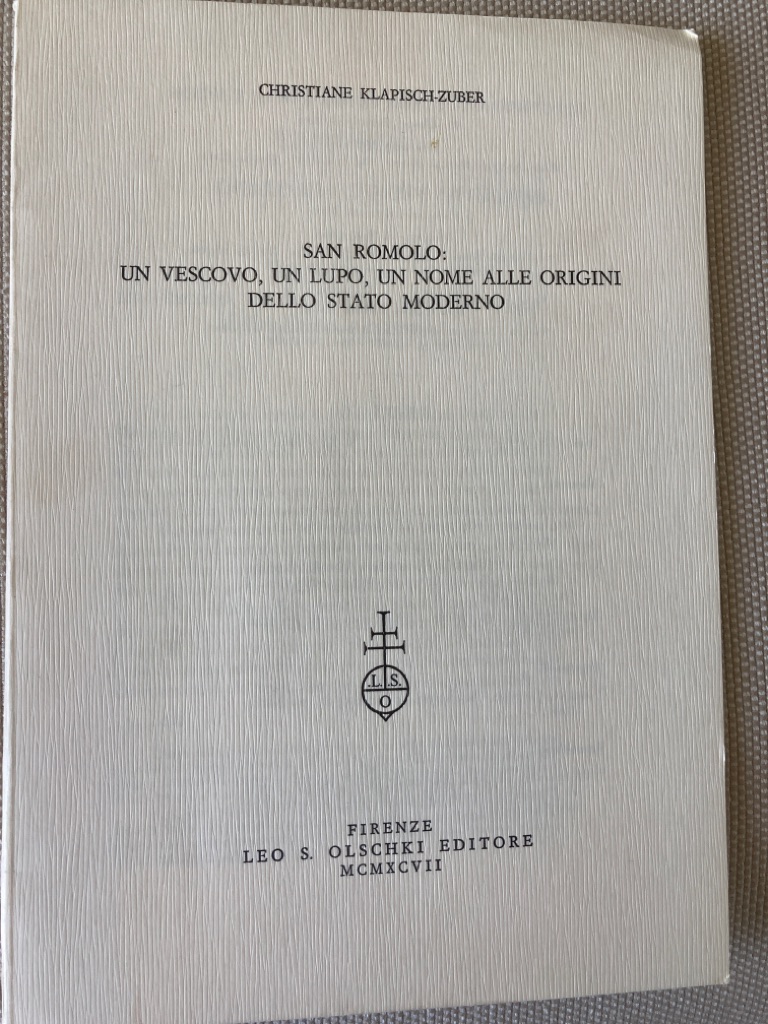 CHRISTIANE KLAPISCH-ZUBER
SAN ROMOLO:
UN VESCOVO, UN LUPO, UN NOME ALLE ORIGINI
DELLO STATO MODERNO
.L. .S.
O
FIRENZE
LEO S. OLSCHKI EDITORE
MCMXCVII